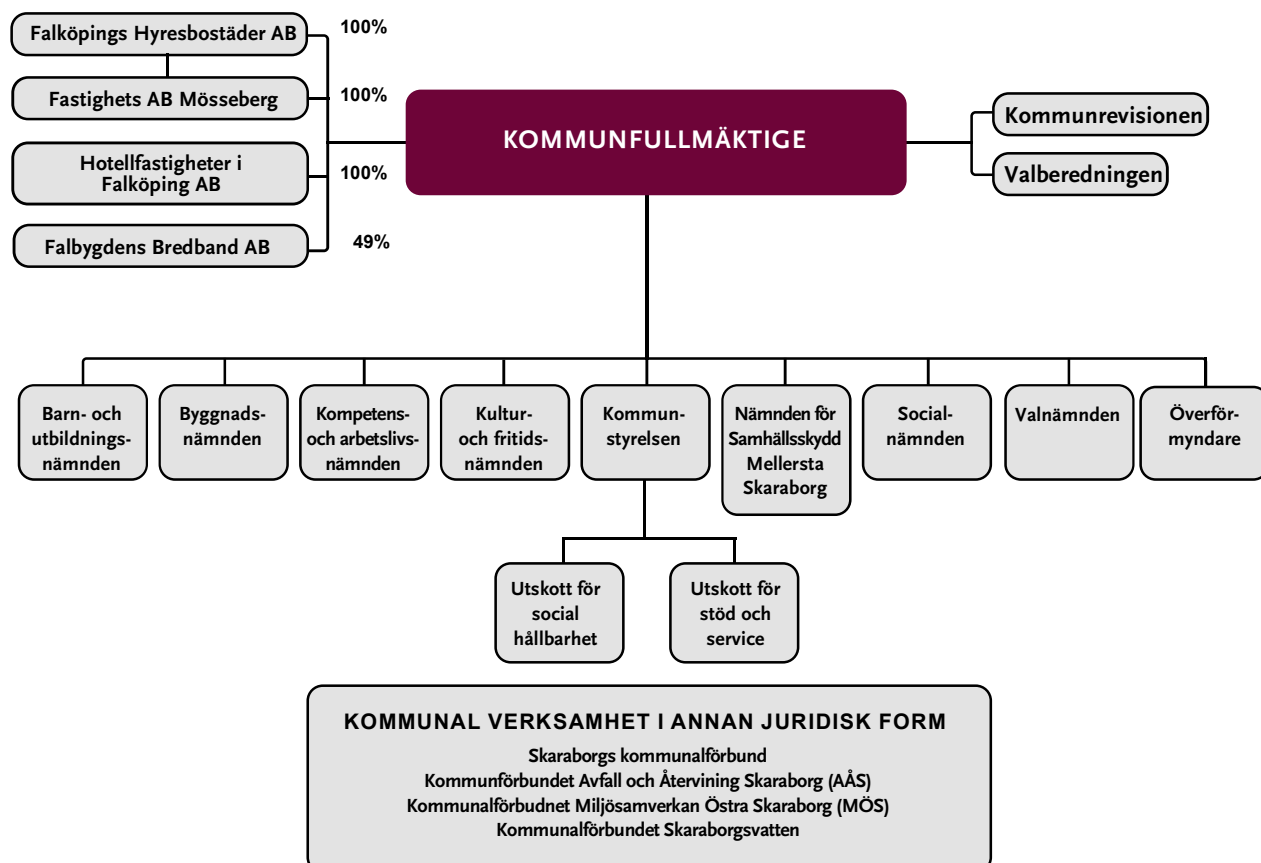 Falköpings Hyresbostäder AB
100%
Fastighets AB Mösseberg
100%
Hotellfastigheter i
Falköping AB
100%
Falbygdens Bredband AB
49%
KOMMUNFULLMÄKTIGE
Kommunrevisionen
Valberedningen
Barn- och
utbildnings-
nämnden
Byggnads-
nämnden
Kompetens-
och arbetslivs-
nämnden
Kultur-
och fritids-
nämnden
Kommun-
styrelsen
Nämnden för
Samhällsskydd
Mellersta
Skaraborg
Social-
nämnden
Valnämnden
Överför-
myndare
Utskott för
social
hållbarhet
Utskott för
stöd och
service
KOMMUNAL VERKSAMHET I ANNAN JURIDISK FORM
Skaraborgs kommunalförbund
Kommunförbundet Avfall och Återvining Skaraborg (AÅS)
Kommunalförbudnet Miljösamverkan Östra Skaraborg (MÖS)
Kommunalförbundet Skaraborgsvatten